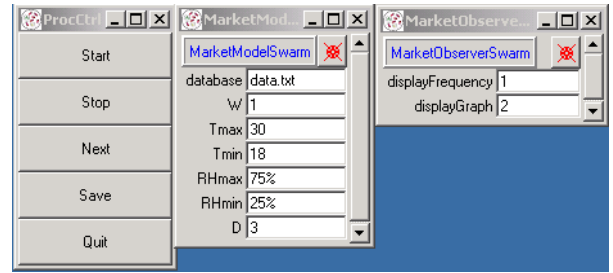 ProcCtrl
Start
Stop
Next
Save
Quit
MarketMod...
MarketModelSwarm
database data.txt
W 1
Tmax 30
Tmin 18
RHmax 75%
RHmin 25%
D 3
MarketObserve...
MarketObserverSwarm
displayFrequency 1
displayGraph 2